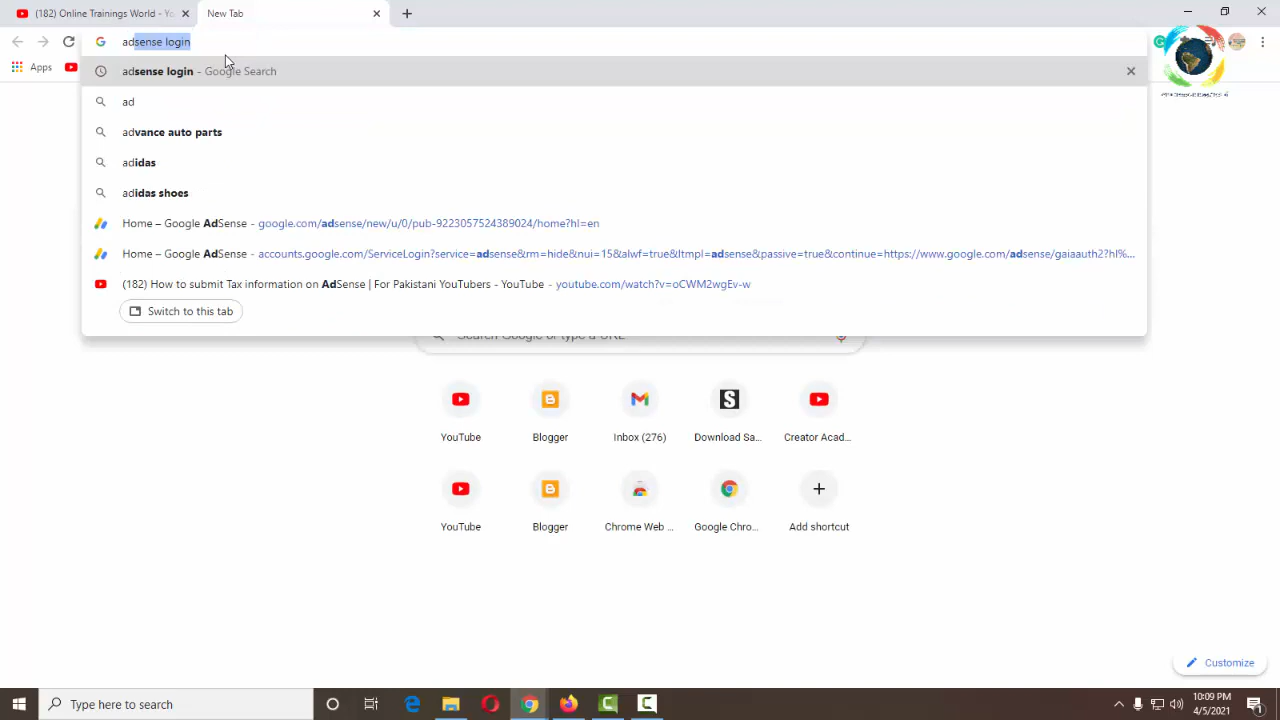 (182) Online Trainings World - Yo
New Tab
adsense login
Apps
adsense login - Google Search
ad
advance auto parts
adidas
adidas shoes
Home – Google AdSense - google.com/adsense/new/u/0/pub-9223057524389024/home?hl=en
Home – Google AdSense - accounts.google.com/ServiceLogin?service=adsense&rm=hide&nui=15&alwf=true&ltmpl=adsense&passive=true&continue=https://www.google.com/adsense/gaiaauth2?hl%...
(182) How to submit Tax information on AdSense | For Pakistani YouTubers - YouTube - youtube.com/watch?v=oCWM2wgEv-w
Switch to this tab
Search Google or type a URL
YouTube
Blogger
Inbox (276)
Download Sa...
Creator Acad...
YouTube
Blogger
Chrome Web ...
Google Chro...
Add shortcut
Customize
Type here to search
10:09 PM
4/5/2021